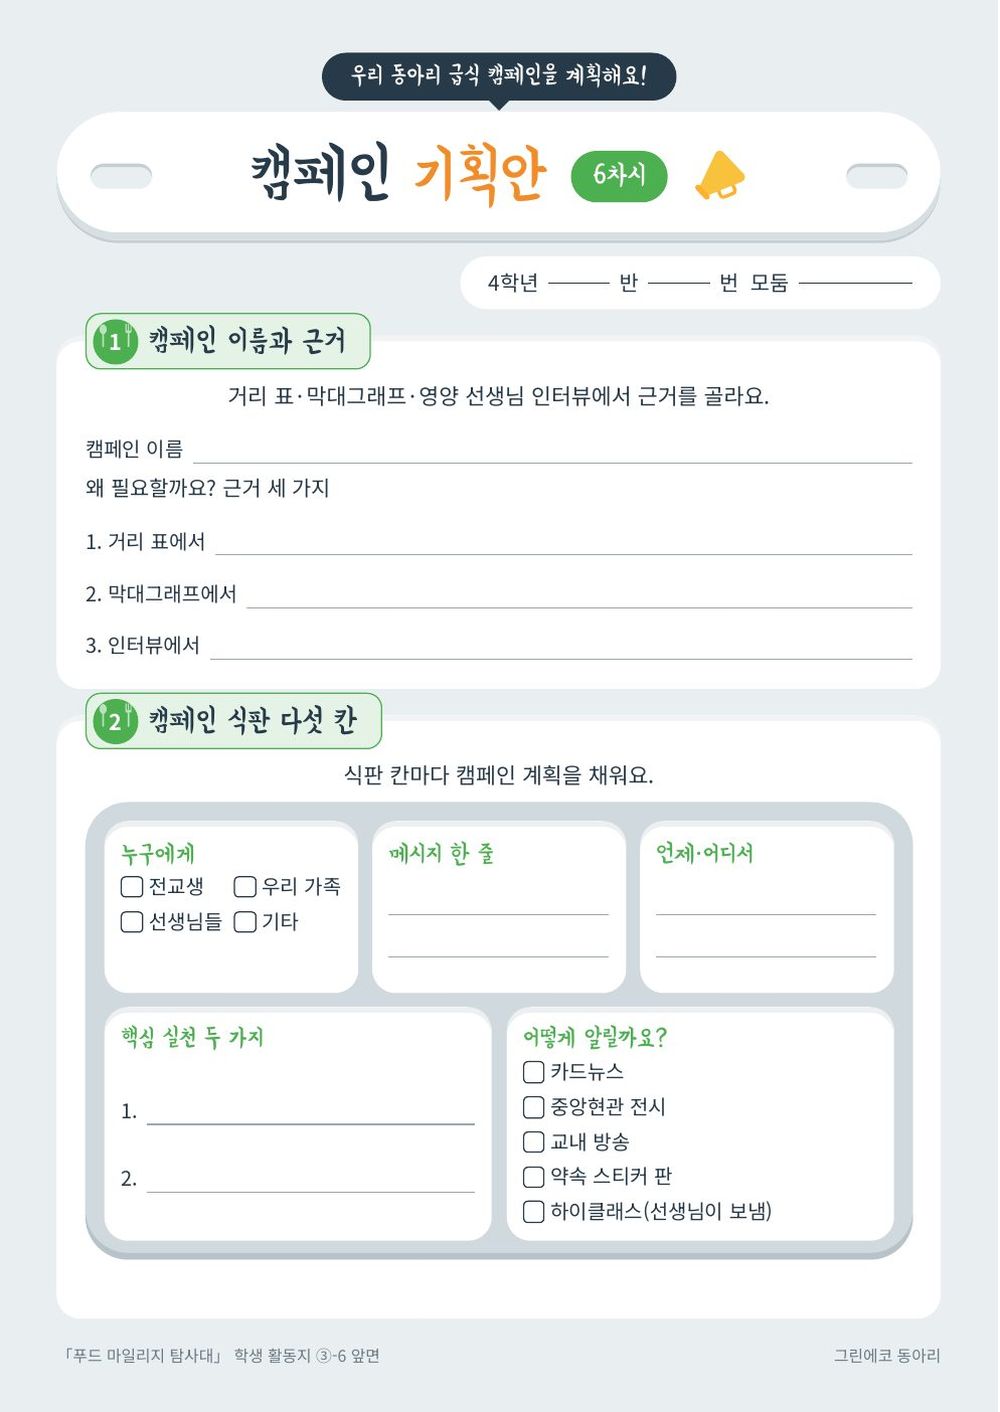 우리 동아리 급식 캠페인을 계획해요!
캠페인 기획안 6차시
4학년 반 번 모둠
1 캠페인 이름과 근거
거리 표·막대그래프·영양 선생님 인터뷰에서 근거를 골라요.
캠페인 이름
왜 필요할까요? 근거 세 가지
1. 거리 표에서
2. 막대그래프에서
3. 인터뷰에서
2 캠페인 식판 다섯 칸
식판 칸마다 캠페인 계획을 채워요.
누구에게
전교생 우리 가족
선생님들 기타
메시지 한 줄
언제·어디서
핵심 실천 두 가지
1.
2.
어떻게 알릴까요?
카드뉴스
중앙현관 전시
교내 방송
약속 스티커 판
하이클래스(선생님이 보냄)
「푸드 마일리지 탐사대」 학생 활동지 ③-6 앞면
그린에코 동아리